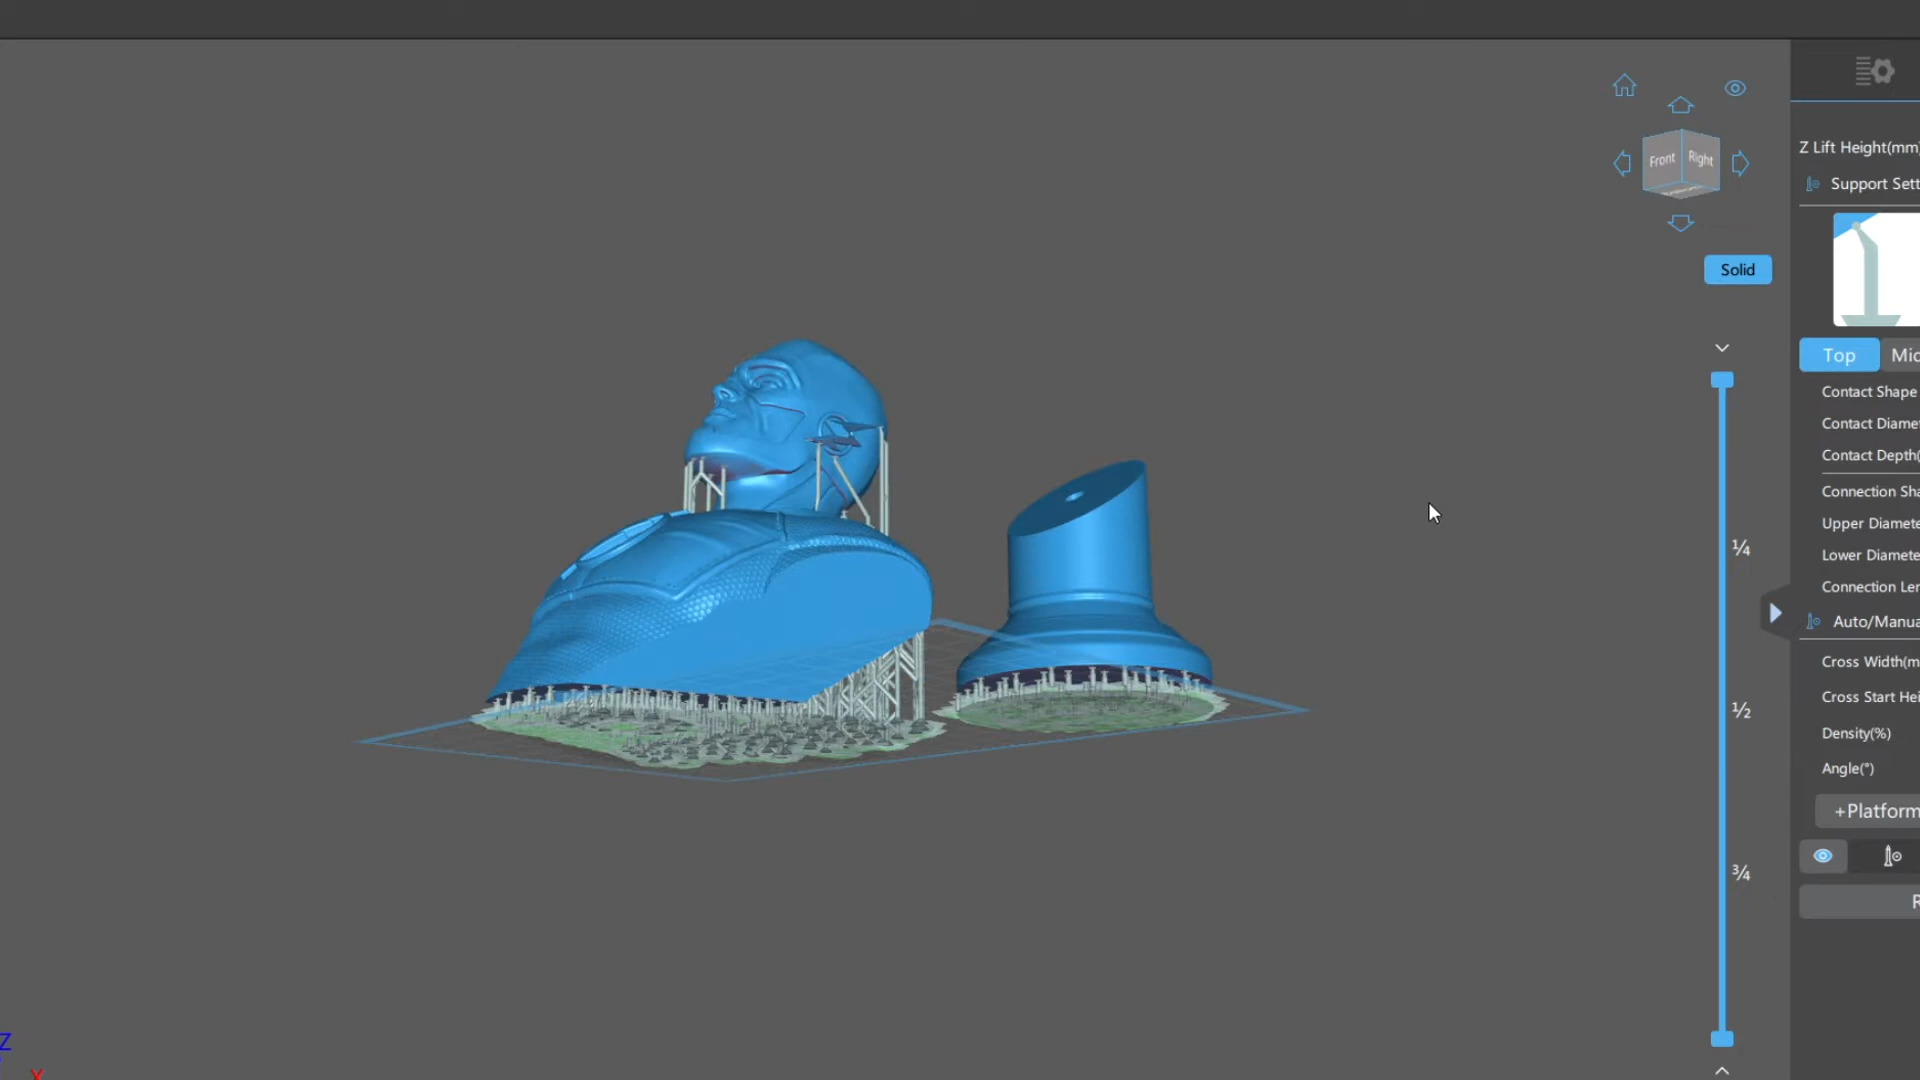 Front Right
Solid
¼
½
¾
Z
X
Z Lift Height(mm)
Support Sett
Top Mid
Contact Shape
Contact Diame
Contact Depth(
Connection Sha
Upper Diamete
Lower Diamete
Connection Len
Auto/Manua
Cross Width(m
Cross Start Hei
Density(%)
Angle(°)
+Platform